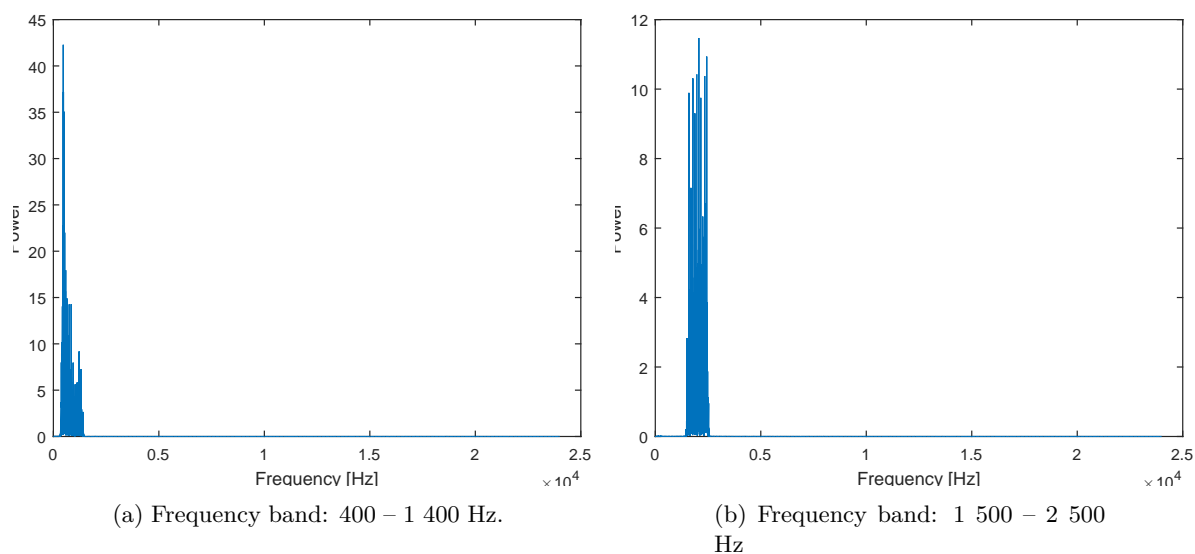 45
40
35
30
25
20
15
10
5
0
Power
0 0.5 1 1.5 2 2.5
Frequency [Hz]
×10⁴
(a) Frequency band: 400 – 1 400 Hz.
12
10
8
6
4
2
0
Power
0 0.5 1 1.5 2 2.5
Frequency [Hz]
×10⁴
(b) Frequency band: 1 500 – 2 500
Hz